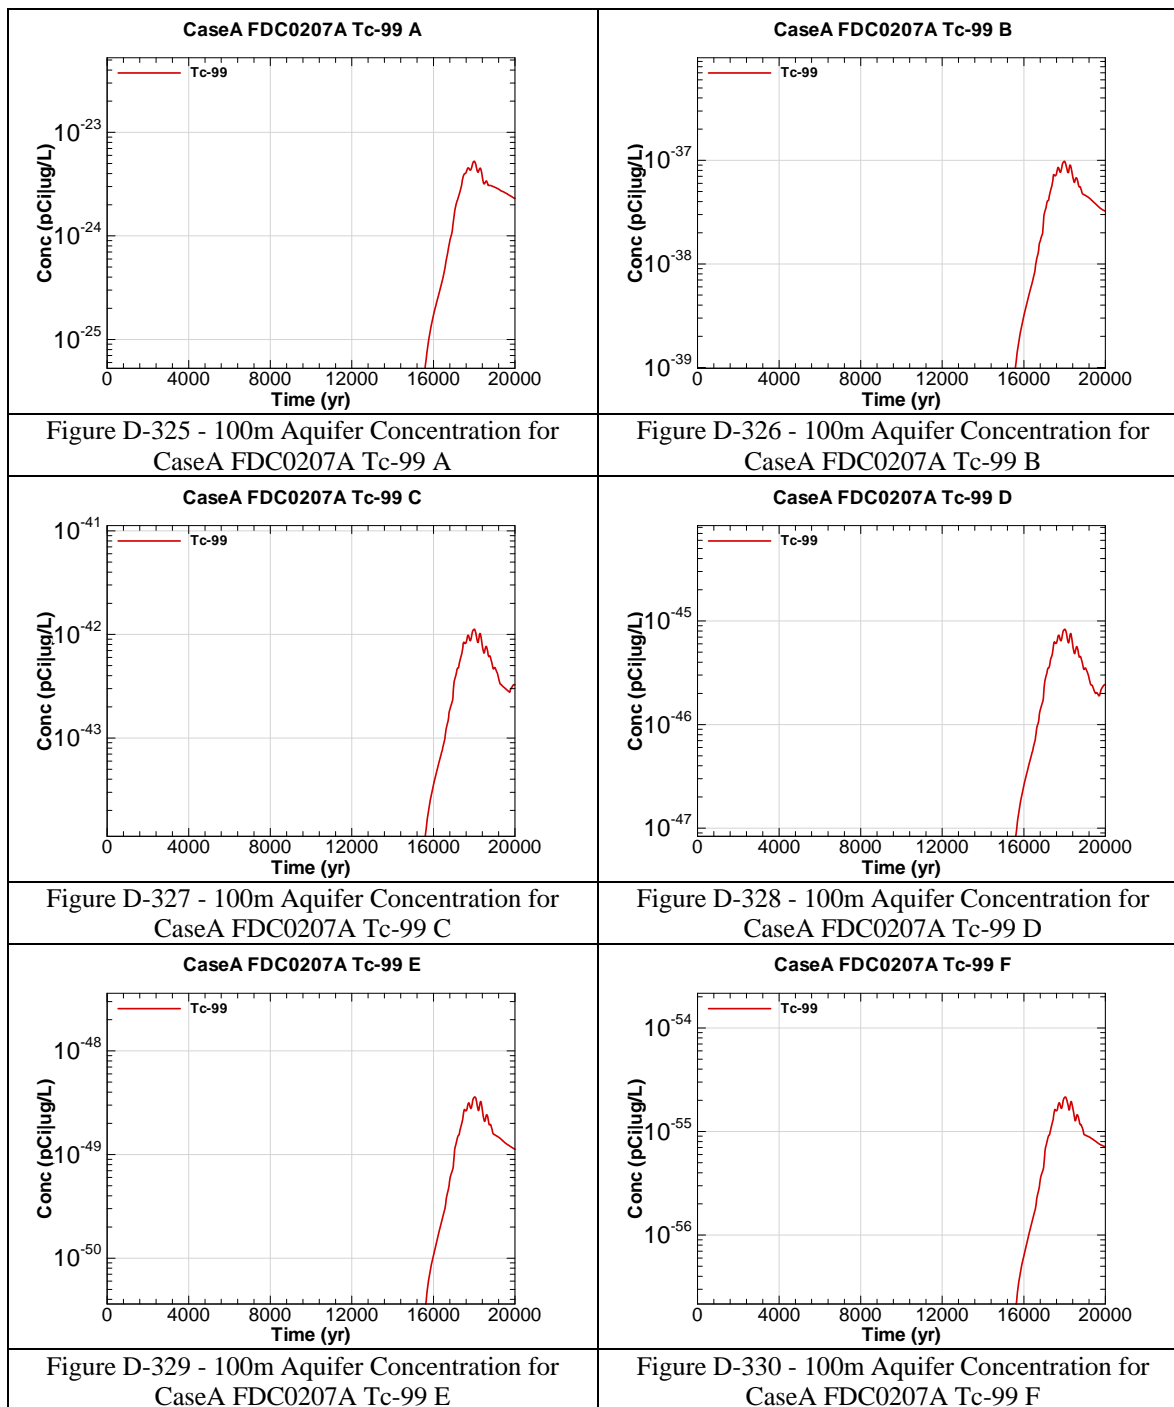 CaseA FDC0207A Tc-99 A
Tc-99
Conc (pCi|ug/L)
10^-23
10^-24
10^-25
0 4000 8000 12000 16000 20000
Time (yr)
Figure D-325 - 100m Aquifer Concentration for
CaseA FDC0207A Tc-99 A
CaseA FDC0207A Tc-99 B
Tc-99
Conc (pCi|ug/L)
10^-37
10^-38
10^-39
0 4000 8000 12000 16000 20000
Time (yr)
Figure D-326 - 100m Aquifer Concentration for
CaseA FDC0207A Tc-99 B
CaseA FDC0207A Tc-99 C
Tc-99
Conc (pCi|ug/L)
10^-41
10^-42
10^-43
0 4000 8000 12000 16000 20000
Time (yr)
Figure D-327 - 100m Aquifer Concentration for
CaseA FDC0207A Tc-99 C
CaseA FDC0207A Tc-99 D
Tc-99
Conc (pCi|ug/L)
10^-45
10^-46
10^-47
0 4000 8000 12000 16000 20000
Time (yr)
Figure D-328 - 100m Aquifer Concentration for
CaseA FDC0207A Tc-99 D
CaseA FDC0207A Tc-99 E
Tc-99
Conc (pCi|ug/L)
10^-48
10^-49
10^-50
0 4000 8000 12000 16000 20000
Time (yr)
Figure D-329 - 100m Aquifer Concentration for
CaseA FDC0207A Tc-99 E
CaseA FDC0207A Tc-99 F
Tc-99
Conc (pCi|ug/L)
10^-54
10^-55
10^-56
0 4000 8000 12000 16000 20000
Time (yr)
Figure D-330 - 100m Aquifer Concentration for
CaseA FDC0207A Tc-99 F